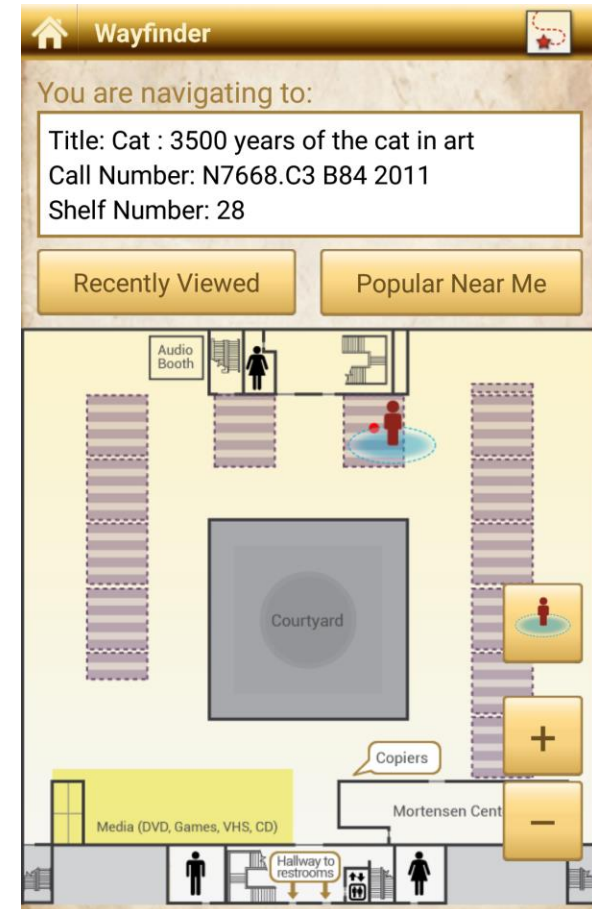 Wayfinder
You are navigating to:
Title: Cat : 3500 years of the cat in art
Call Number: N7668.C3 B84 2011
Shelf Number: 28
Recently Viewed
Popular Near Me
Audio
Booth
Courtyard
Copiers
Mortensen Cent
Media (DVD, Games, VHS, CD)
Hallway to
restrooms
+
−